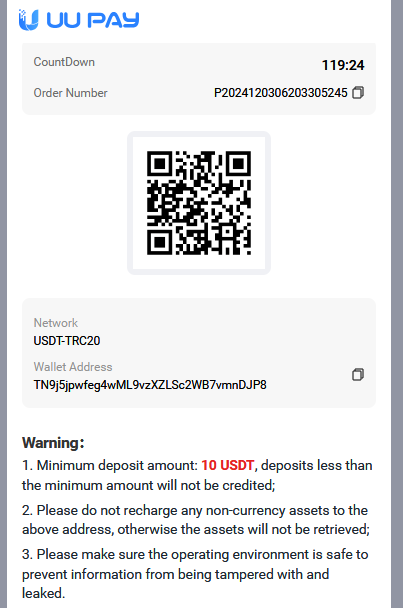 UU PAY
CountDown 119:24
Order Number P2024120306203305245
Network
USDT-TRC20
Wallet Address
TN9j5jpwfeg4wML9vzXZLSc2WB7vmnDJP8
Warning:
1. Minimum deposit amount: 10 USDT, deposits less than
the minimum amount will not be credited;
2. Please do not recharge any non-currency assets to the
above address, otherwise the assets will not be retrieved;
3. Please make sure the operating environment is safe to
prevent information from being tampered with and
leaked.